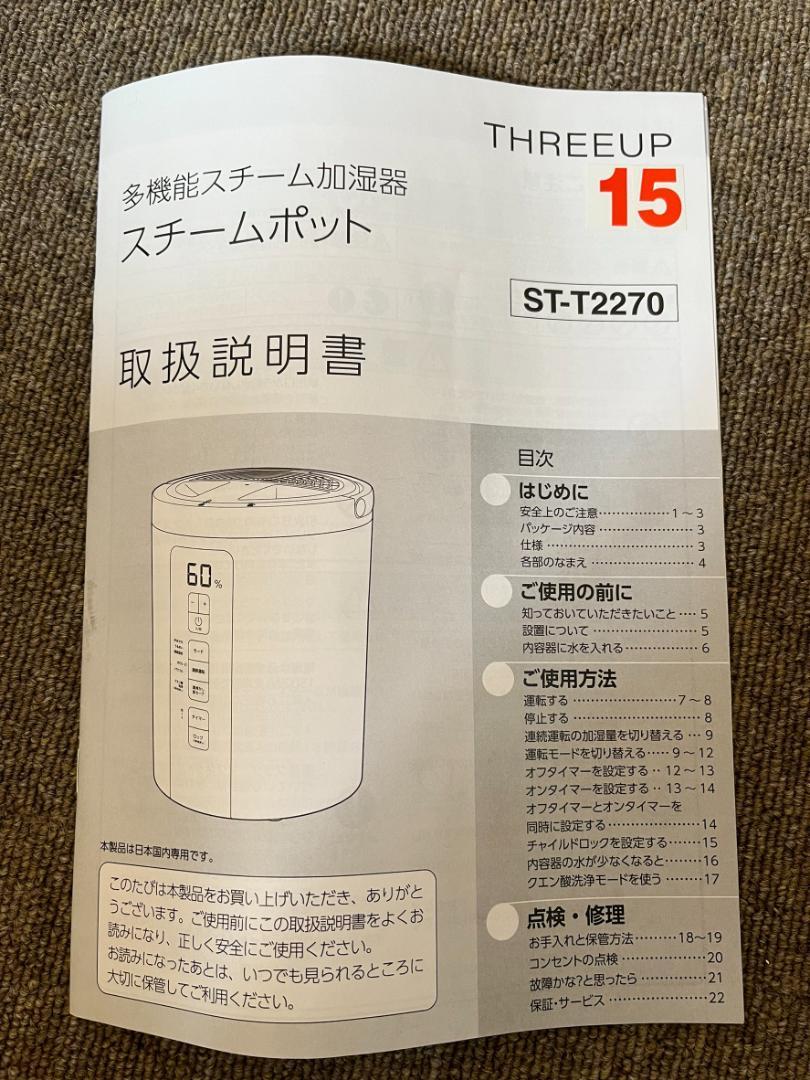 THREEUP
15
多機能スチーム加湿器
スチームポット
ST-T2270
取扱説明書
60%
− +
モード
タイマー
ロック
本製品は日本国内専用です。
このたびは本製品をお買い上げいただき、ありがと
うございます。ご使用前にこの取扱説明書をよくお
読みになり、正しく安全にご使用ください。
お読みになったあとは、いつでも見られるところに
大切に保管してご利用ください。
目次
はじめに
安全上のご注意················1～3
パッケージ内容·····················3
仕様·································3
各部のなまえ·······················4
ご使用の前に
知っておいていただきたいこと····5
設置について·······················5
内容器に水を入れる················6
ご使用方法
運転する·························7～8
停止する·····························8
連続運転の加湿量を切り替える···9
運転モードを切り替える·····9～12
オフタイマーを設定する··12～13
オンタイマーを設定する··13～14
オフタイマーとオンタイマーを
同時に設定する····················14
チャイルドロックを設定する·······15
内容器の水が少なくなると········16
クエン酸洗浄モードを使う········17
点検・修理
お手入れと保管方法·········18～19
コンセントの点検··················20
故障かな?と思ったら··············21
保証・サービス·····················22